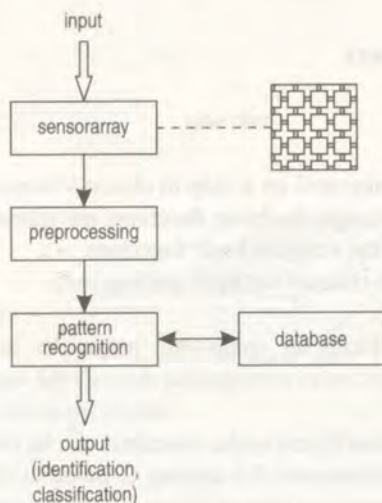 input
sensorarray
preprocessing
pattern
recognition
database
output
(identification,
classification)